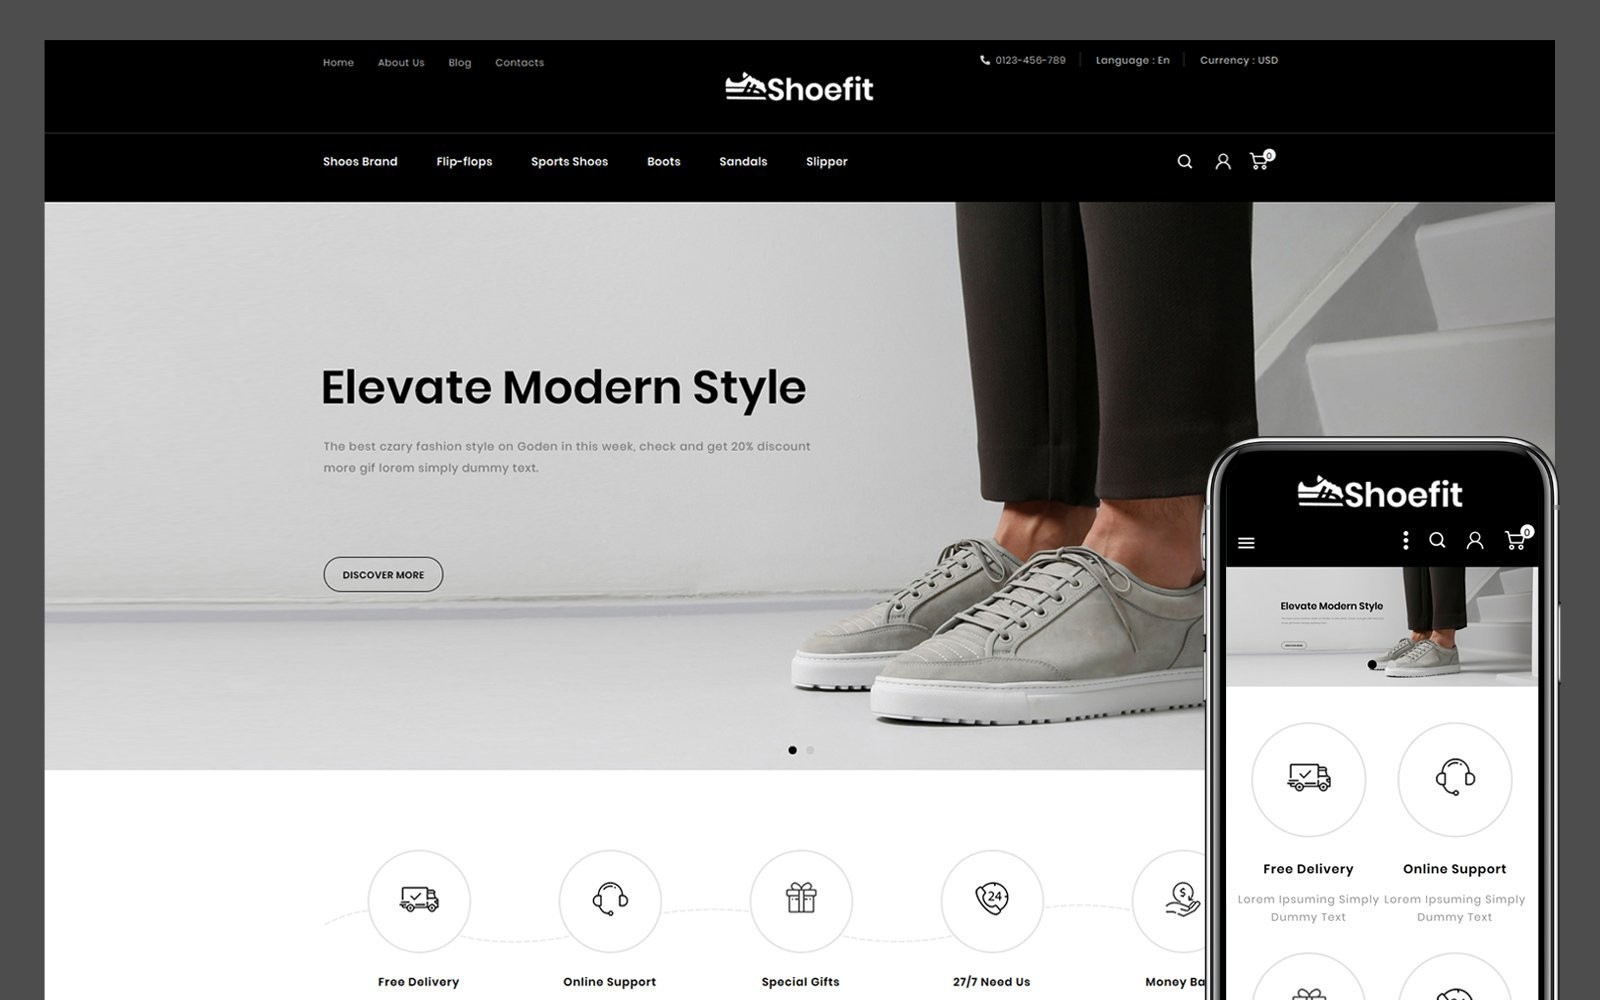 Home About Us Blog Contacts
0123-456-789 Language : En Currency : USD
Shoefit
Shoes Brand Flip-flops Sports Shoes Boots Sandals Slipper
0
Elevate Modern Style
The best czary fashion style on Goden in this week, check and get 20% discount
more gif lorem simply dummy text.
DISCOVER MORE
24
$
Free Delivery Online Support Special Gifts 27/7 Need Us Money Ba
Shoefit
0
Elevate Modern Style
Free Delivery Online Support
Lorem Ipsuming Simply Lorem Ipsuming Simply
Dummy Text Dummy Text